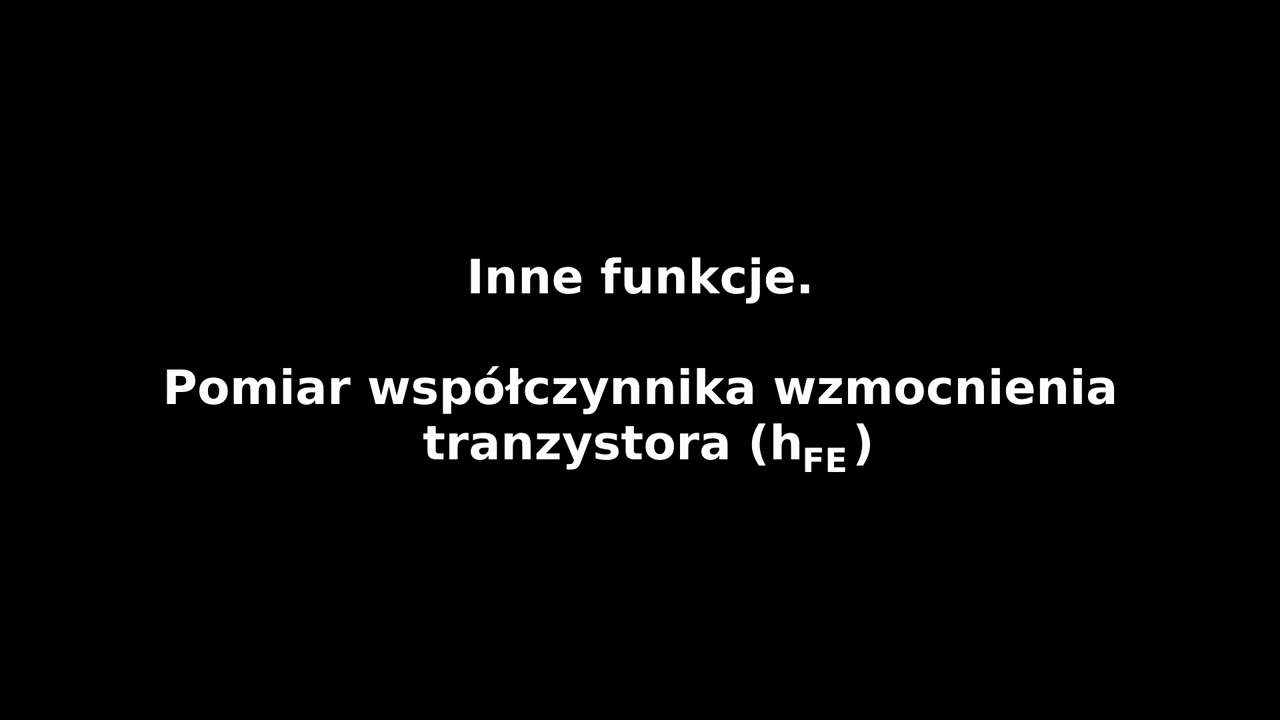 Inne funkcje.
Pomiar współczynnika wzmocnienia
tranzystora (hFE)